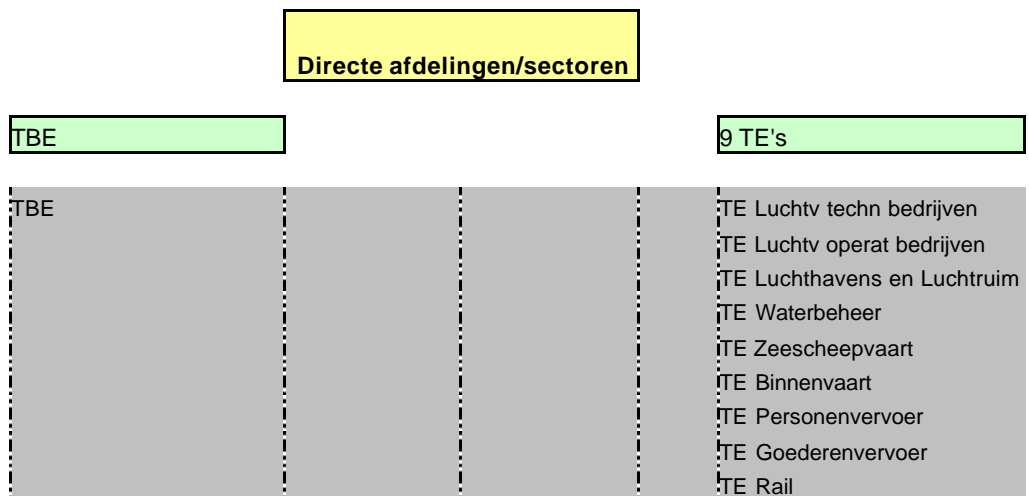 Directe afdelingen/sectoren
TBE
9 TE's
TBE
TE Luchtv techn bedrijven
TE Luchtv operat bedrijven
TE Luchthavens en Luchtruim
TE Waterbeheer
TE Zeescheepvaart
TE Binnenvaart
TE Personenvervoer
TE Goederenvervoer
TE Rail